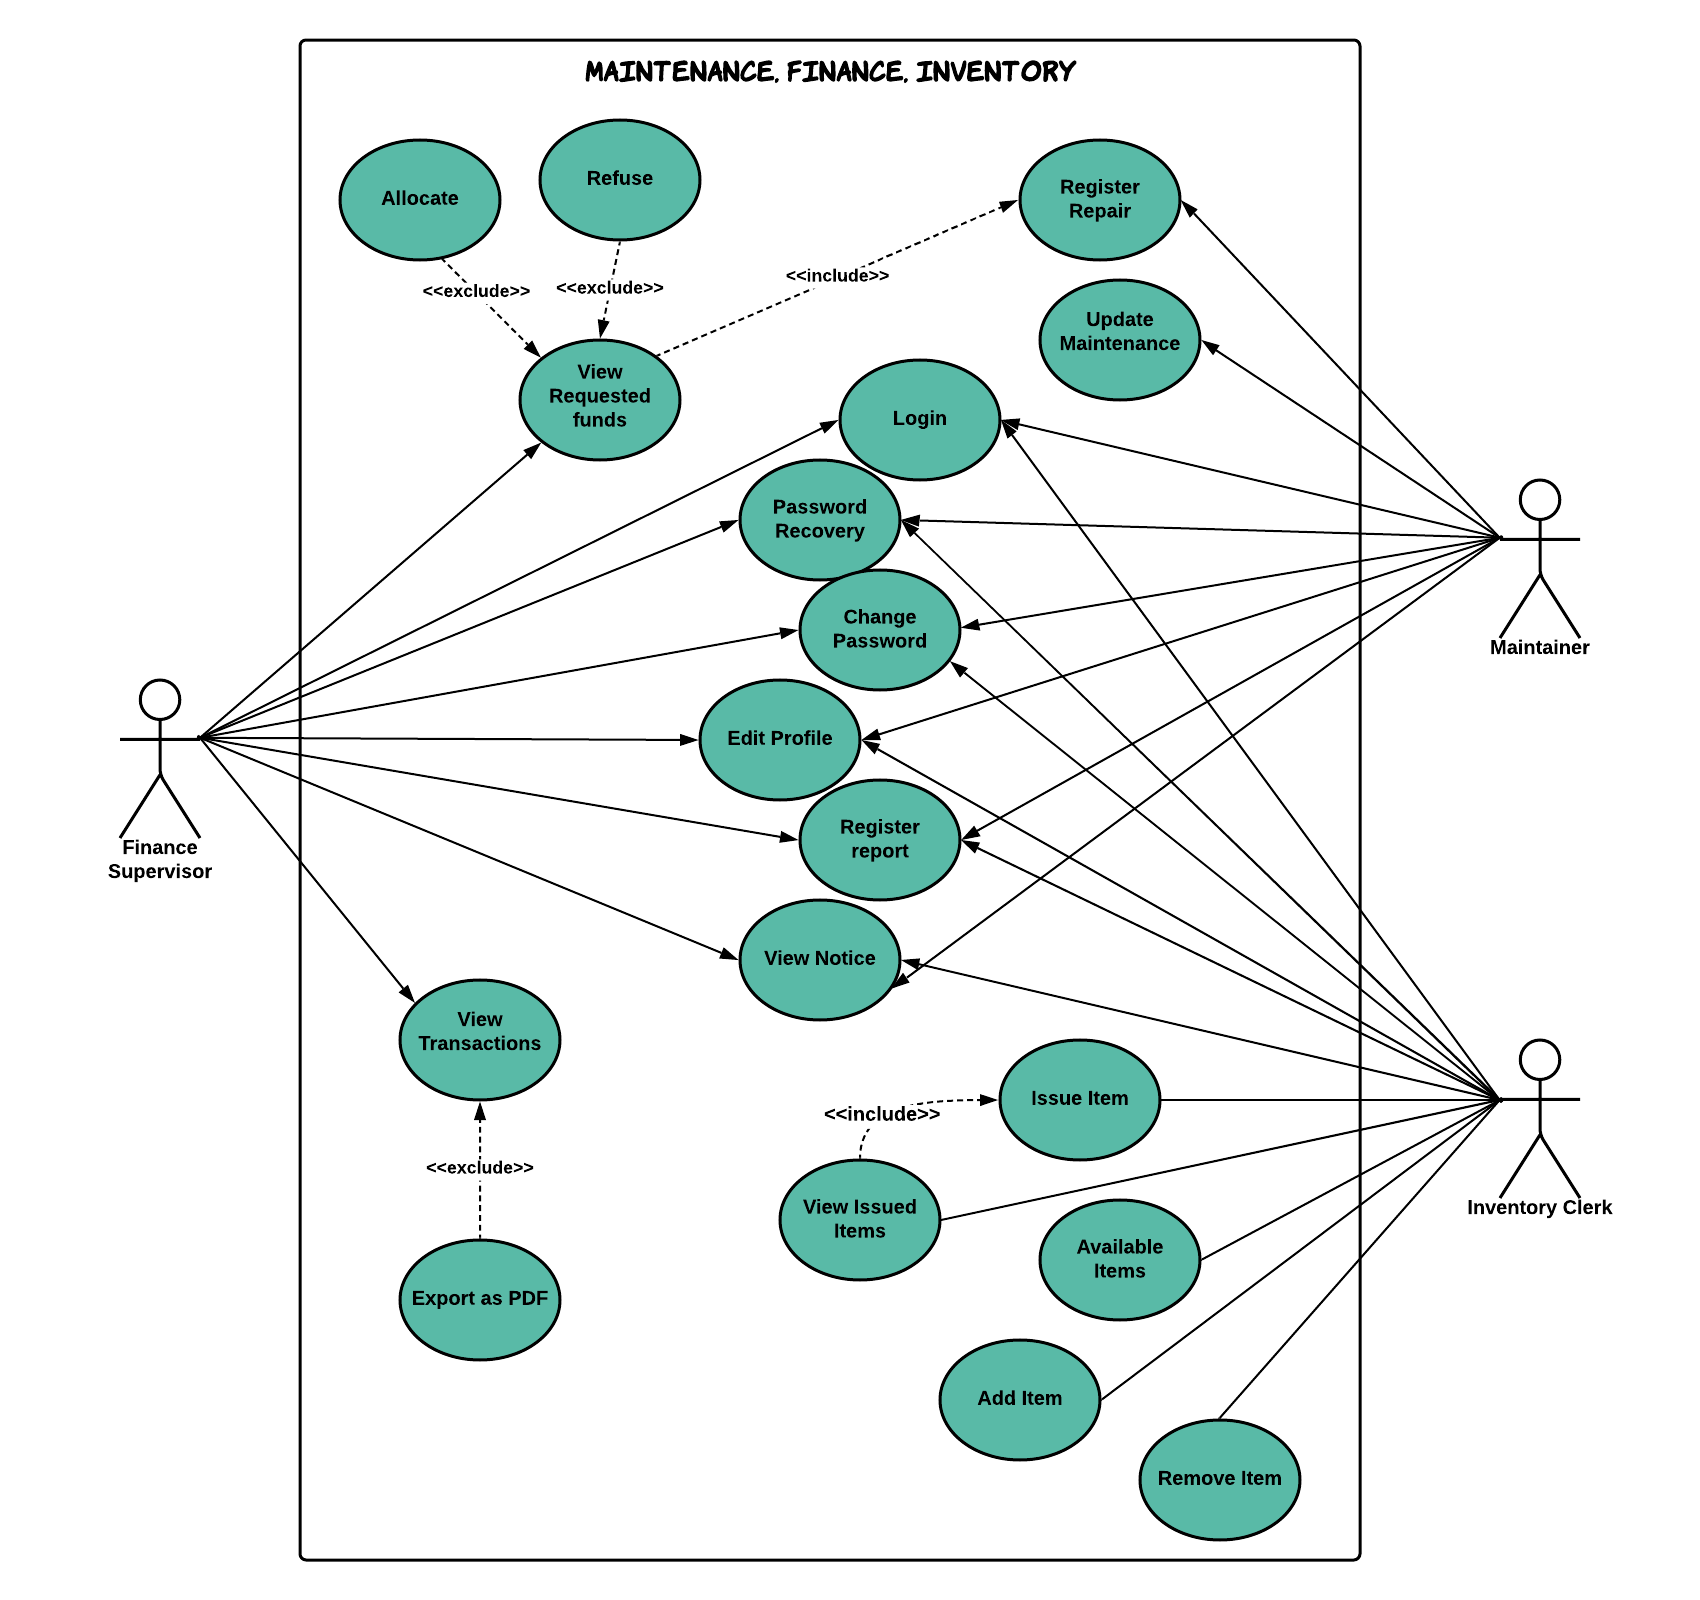 MAINTENANCE, FINANCE, INVENTORY
Allocate
Refuse
Register
Repair
<<exclude>>
<<exclude>>
<<include>>
Update
Maintenance
View
Requested
funds
Login
Password
Recovery
Change
Password
Maintainer
Edit Profile
Finance
Supervisor
Register
report
View Notice
View
Transactions
Issue Item
<<include>>
<<exclude>>
View Issued
Items
Inventory Clerk
Available
Items
Export as PDF
Add Item
Remove Item